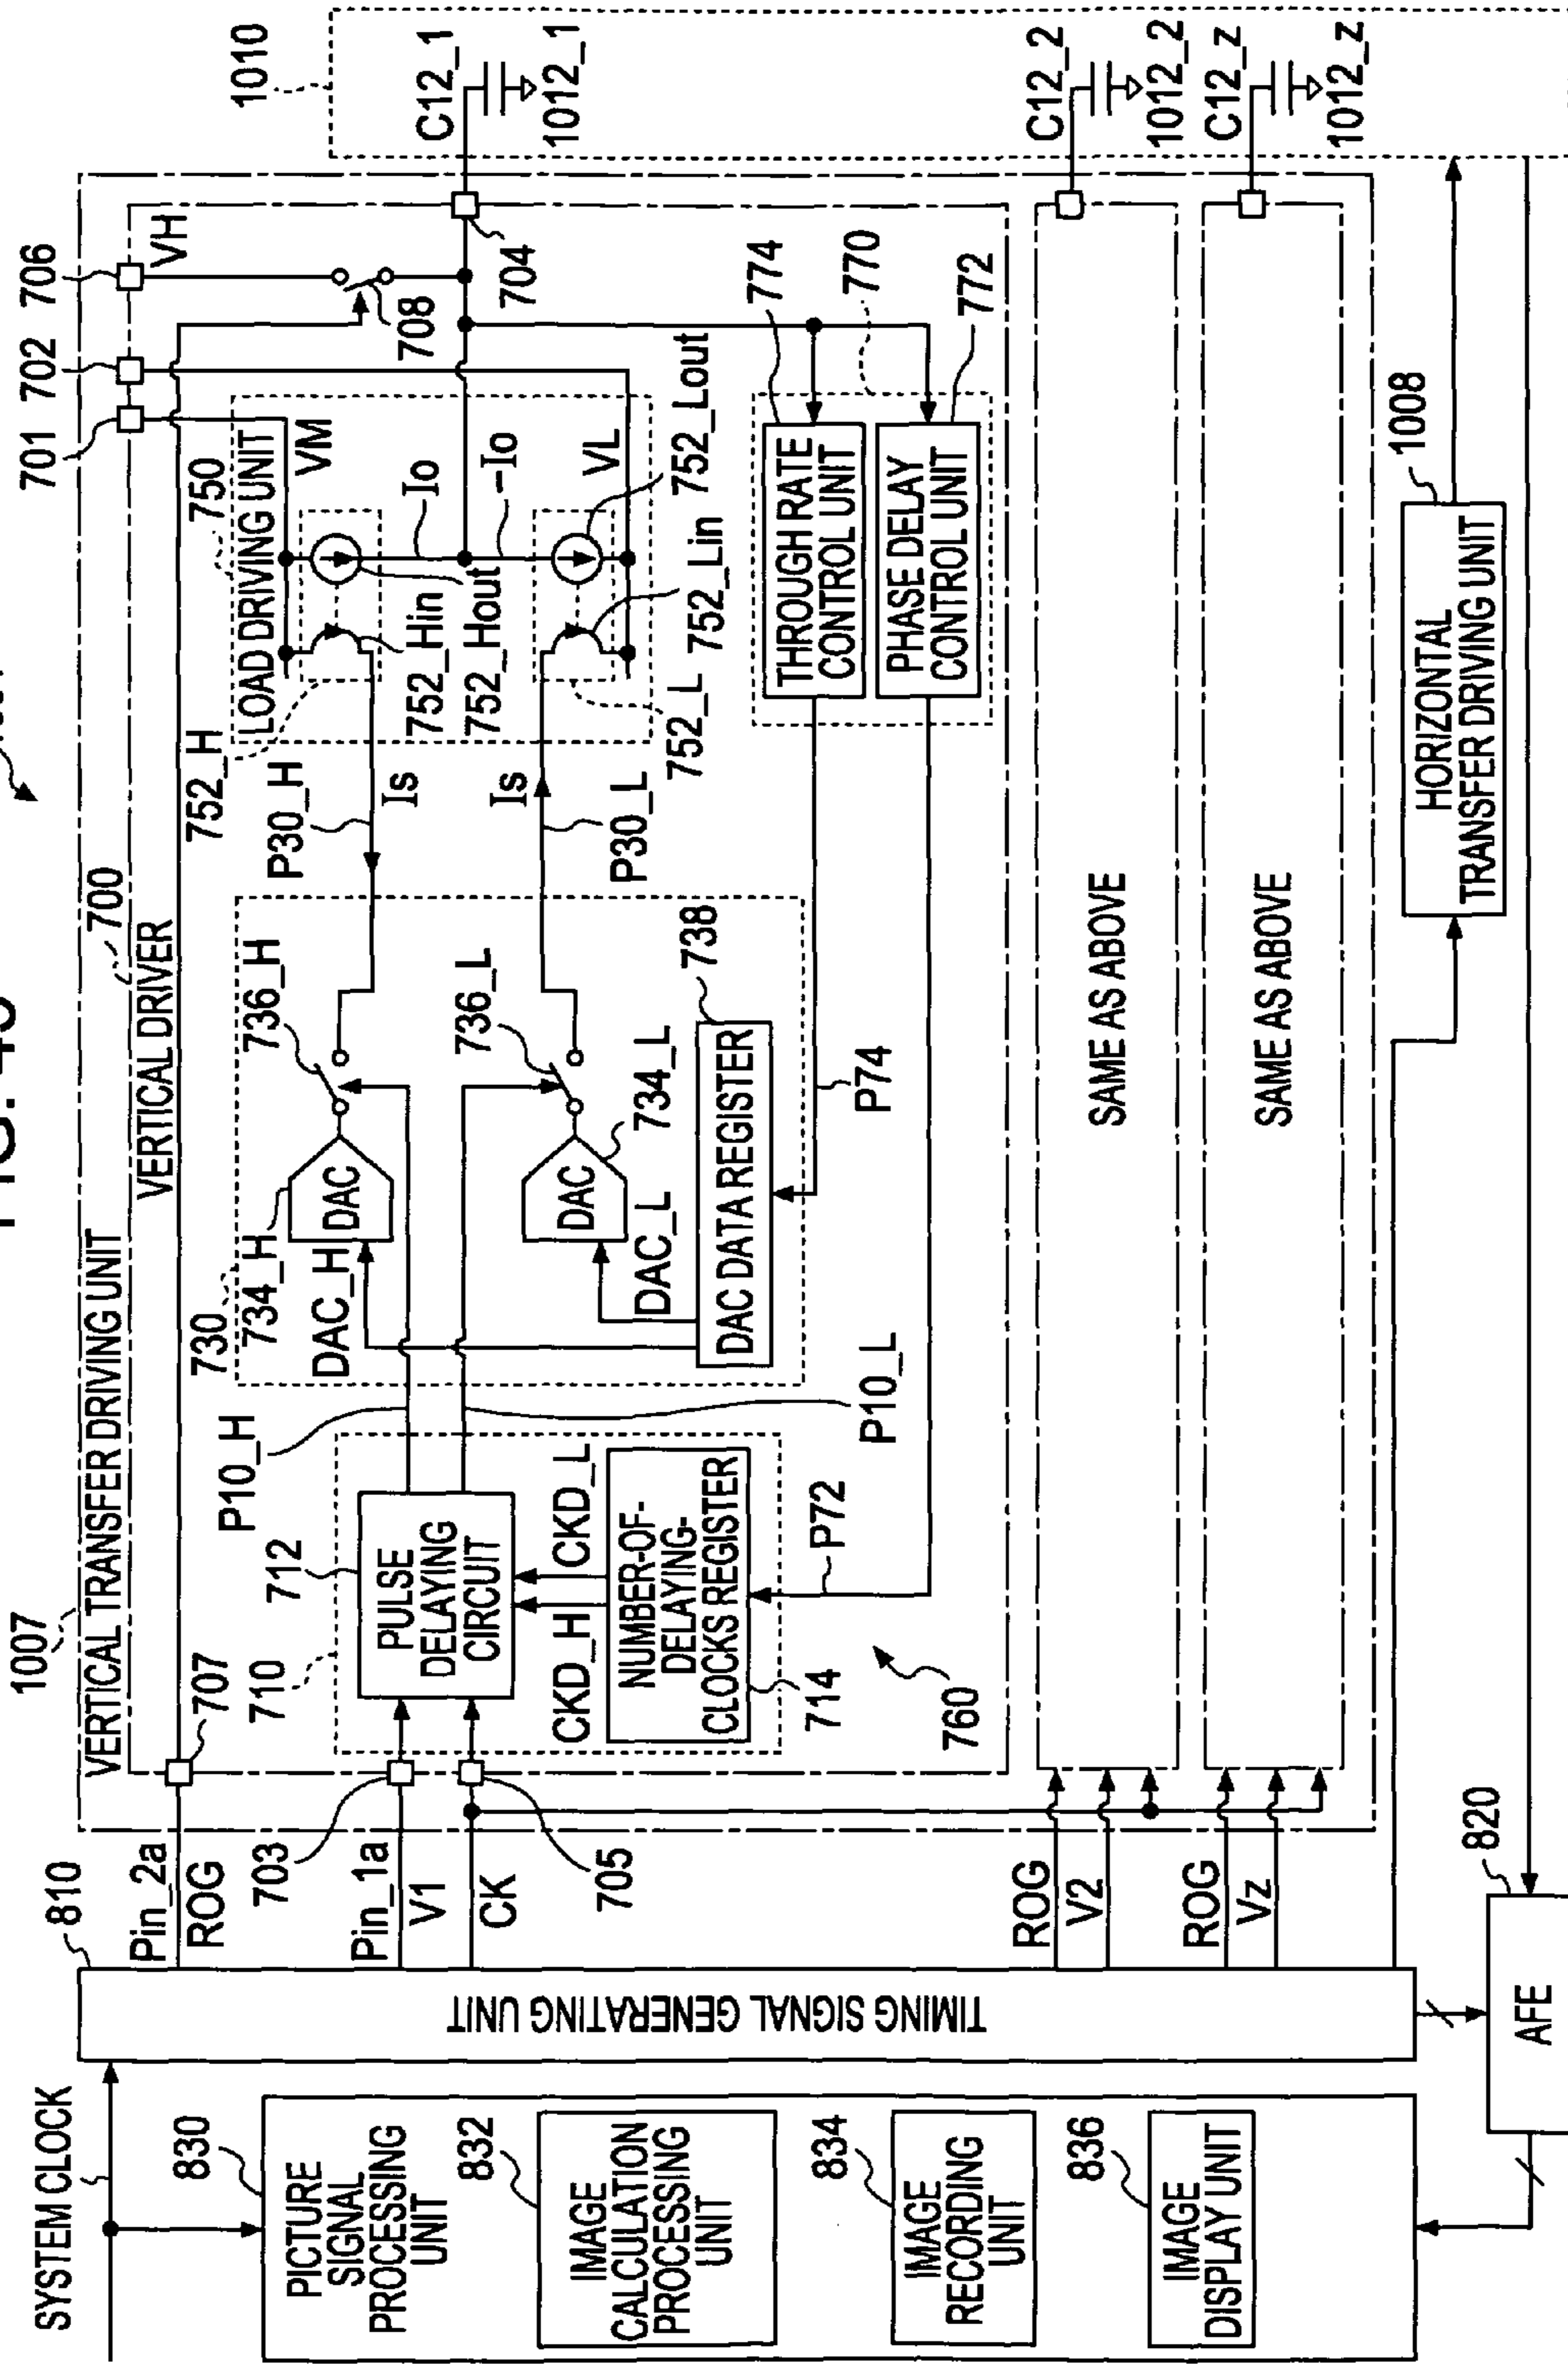 FIG. 40
1007
VERTICAL TRANSFER DRIVING UNIT
700
VERTICAL DRIVER
701
702
706
VH
1010
SYSTEM CLOCK
810
Pin_2a
ROG
707
708
704
C12_1
1012_1
830
PICTURE
SIGNAL
PROCESSING
UNIT
832
IMAGE
CALCULATION
PROCESSING
UNIT
834
IMAGE
RECORDING
UNIT
836
IMAGE
DISPLAY UNIT
TIMING SIGNAL GENERATING UNIT
703
Pin_1a
V1
CK
705
710
712
PULSE
DELAYING
CIRCUIT
CKD_H
CKD_L
NUMBER-OF-
DELAYING-
CLOCKS REGISTER
714
P72
760
P10_H
P10_L
730
734_H
DAC
DAC_H
736_H
736_L
DAC
734_L
DAC_L
738
DAC DATA REGISTER
P74
P30_H
Is
Is
P30_L
752_H
750
LOAD DRIVING UNIT
VM
Io
-Io
752_Hin
752_Hout
VL
752_Lout
752_L
752_Lin
774
THROUGH RATE
CONTROL UNIT
770
PHASE DELAY
CONTROL UNIT
772
ROG
V2
SAME AS ABOVE
C12_2
1012_2
ROG
Vz
SAME AS ABOVE
C12_z
1012_z
HORIZONTAL
TRANSFER DRIVING UNIT
1008
820
AFE